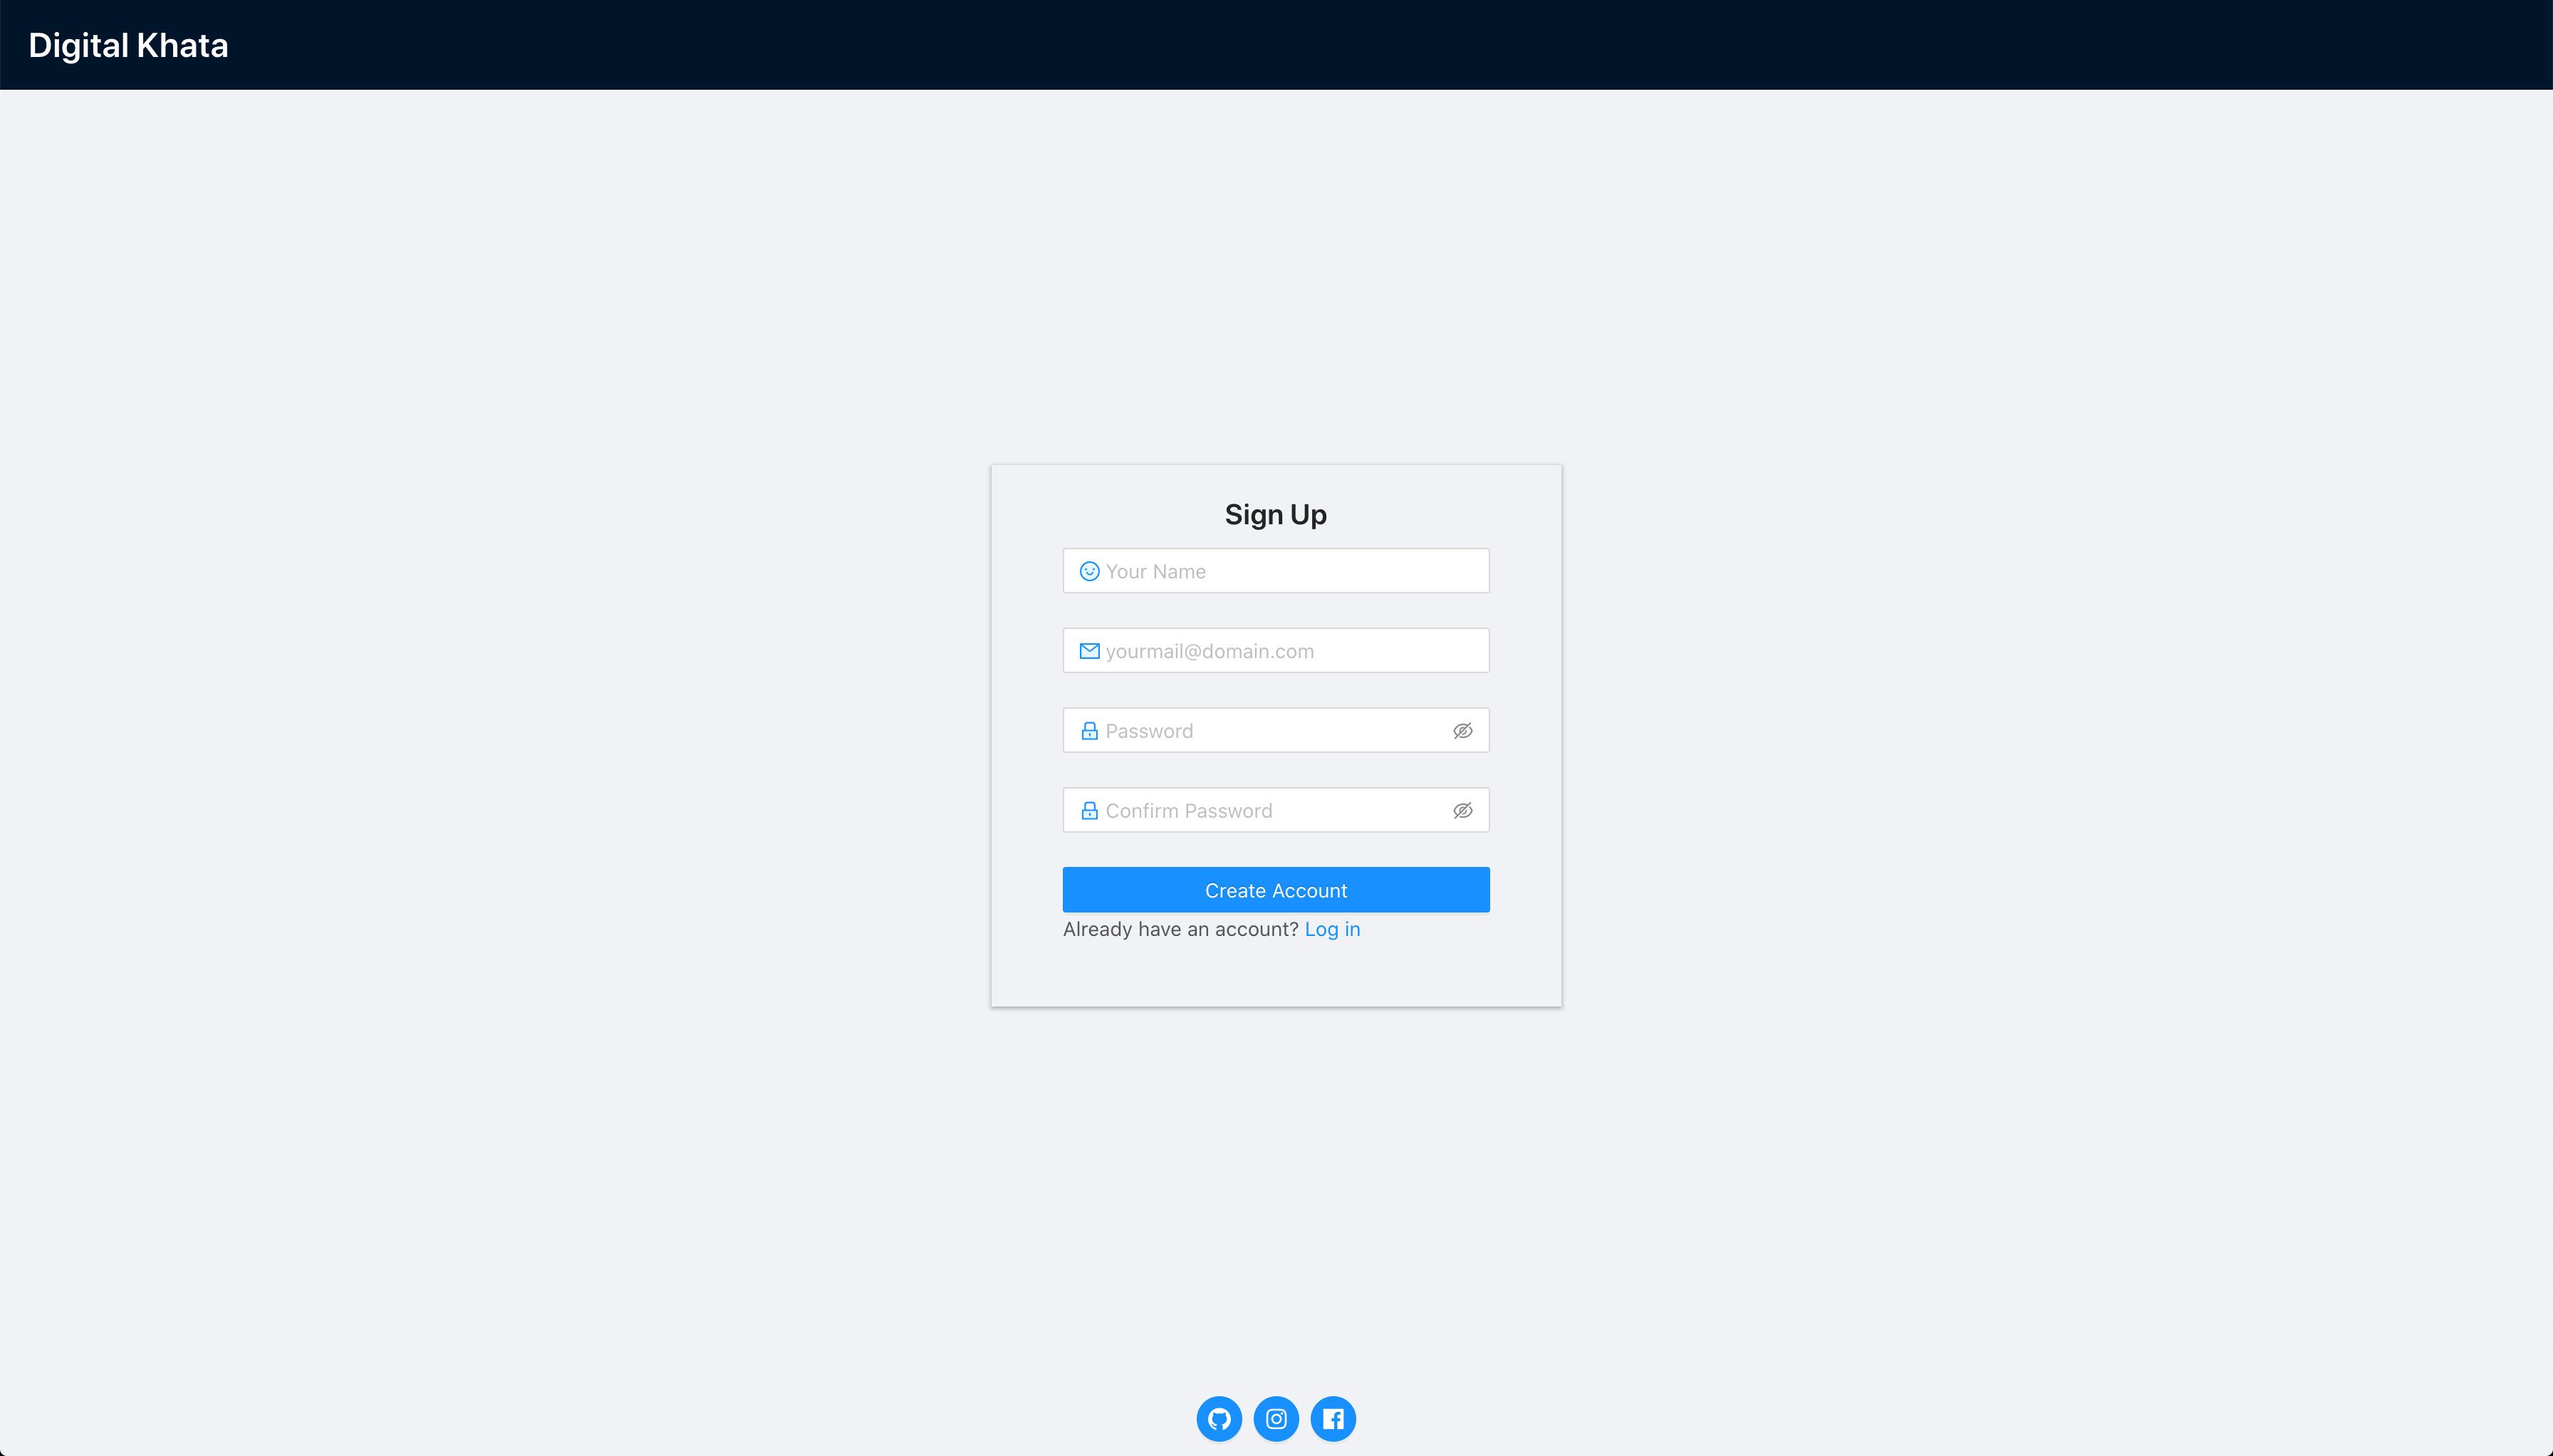 Digital Khata
Sign Up
Your Name
yourmail@domain.com
Password
Confirm Password
Create Account
Already have an account? Log in